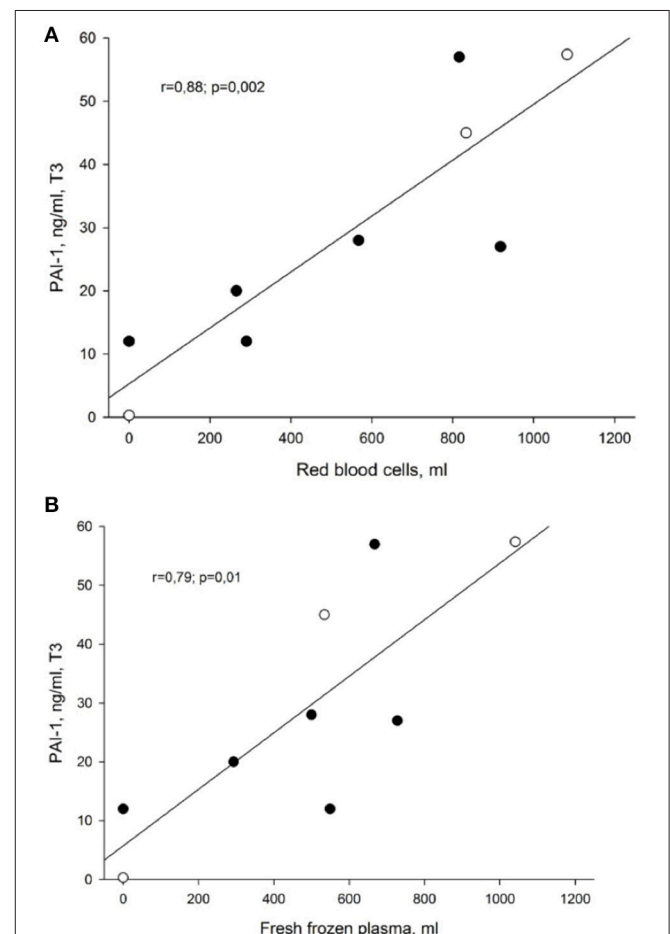 A
60
r=0,88; p=0,002
50
40
30
20
10
0
PAI-1, ng/ml, T3
0 200 400 600 800 1000 1200
Red blood cells, ml
B
60
r=0,79; p=0,01
50
40
30
20
10
0
PAI-1, ng/ml, T3
0 200 400 600 800 1000 1200
Fresh frozen plasma, ml